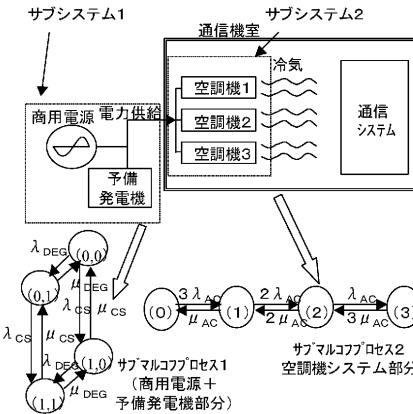 サブシステム1
サブシステム2
通信機室
冷気
商用電源
電力供給
空調機1
空調機2
空調機3
通信
システム
予備
発電機
λDEG
(0,0)
μDEG
(0,1)
λCS
μCS
λCS
μCS
λDEG
(1,0)
μDEG
(1,1)
サブマルコフプロセス1
(商用電源+
予備発電機部分)
(0)
3λAC
μAC
(1)
2λAC
2μAC
(2)
λAC
3μAC
(3)
サブマルコフプロセス2
空調機システム部分)